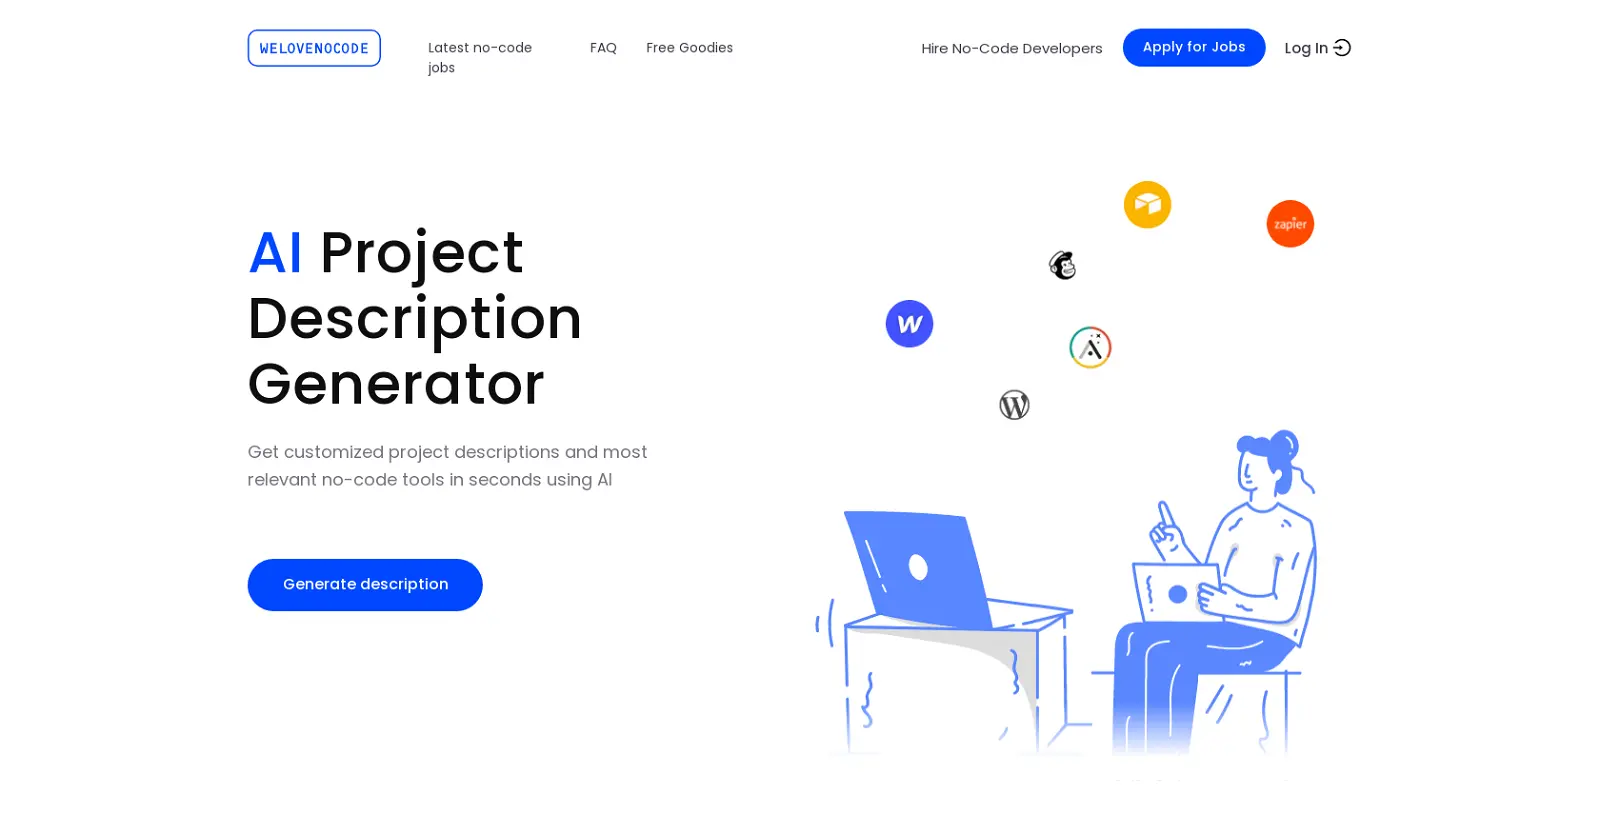 WELOVENOCODE
Latest no-code
jobs
FAQ
Free Goodies
Hire No-Code Developers
Apply for Jobs
Log In
AI Project
Description
Generator
Get customized project descriptions and most
relevant no-code tools in seconds using AI
Generate description
zapier